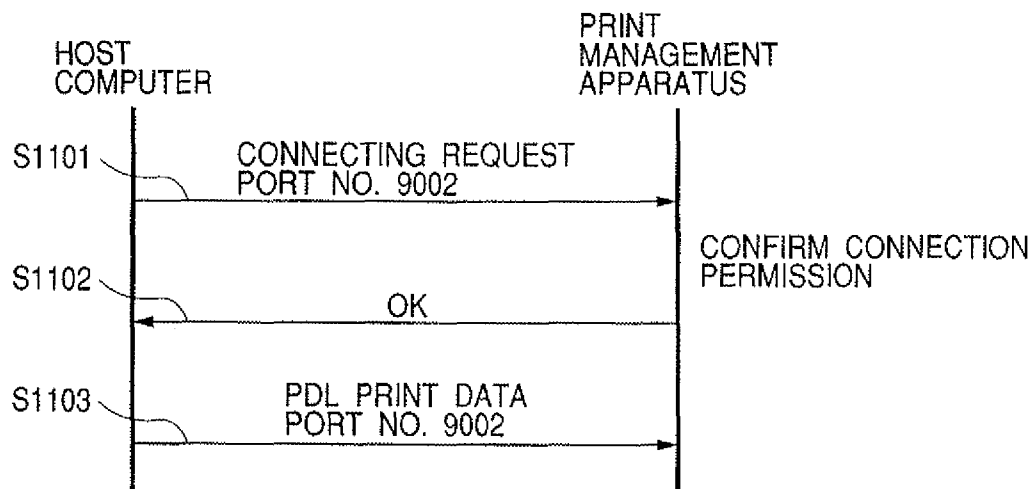 HOST
COMPUTER
PRINT
MANAGEMENT
APPARATUS
S1101
CONNECTING REQUEST
PORT NO. 9002
CONFIRM CONNECTION
PERMISSION
S1102
OK
S1103
PDL PRINT DATA
PORT NO. 9002